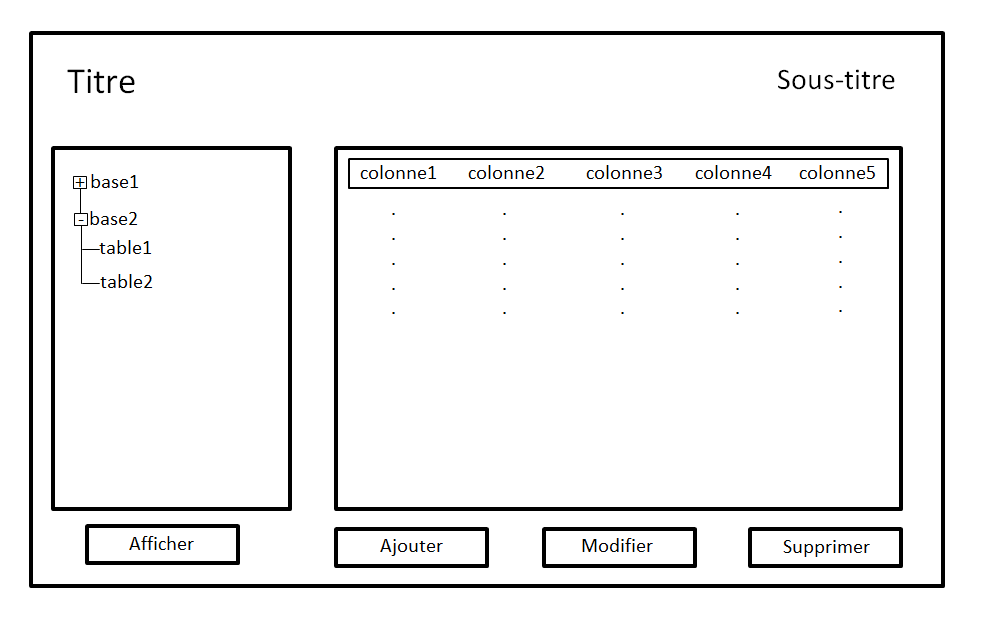 Titre
Sous-titre
base1
base2
table1
table2
colonne1 colonne2 colonne3 colonne4 colonne5
. . . . .
. . . . .
. . . . .
. . . . .
. . . . .
Afficher
Ajouter
Modifier
Supprimer